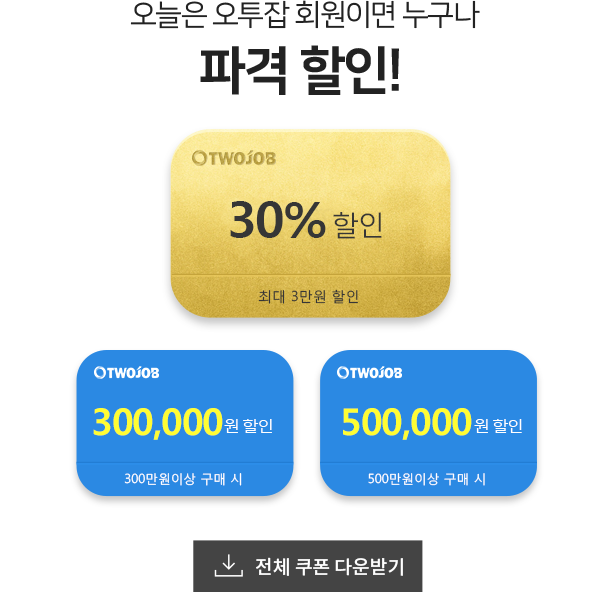 오늘은 오투잡 회원이면 누구나
파격 할인!
OTWOJOB
30% 할인
최대 3만원 할인
OTWOJOB
300,000원 할인
300만원이상 구매 시
OTWOJOB
500,000원 할인
500만원이상 구매 시
전체 쿠폰 다운받기